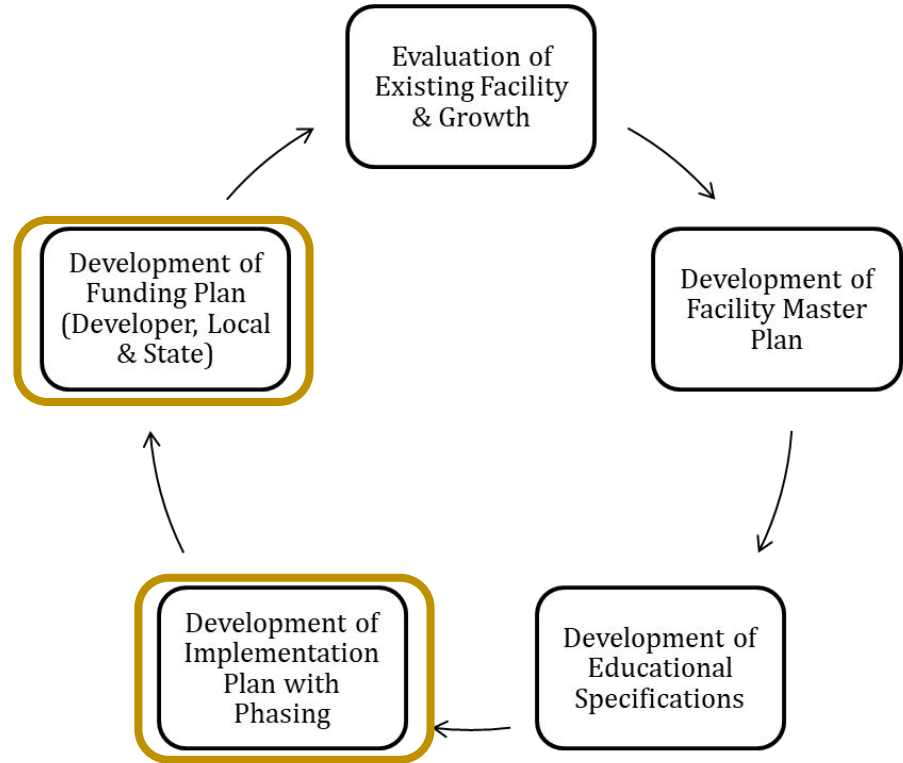 Evaluation of
Existing Facility
& Growth
Development of
Facility Master
Plan
Development of
Educational
Specifications
Development of
Implementation
Plan with
Phasing
Development of
Funding Plan
(Developer, Local
& State)